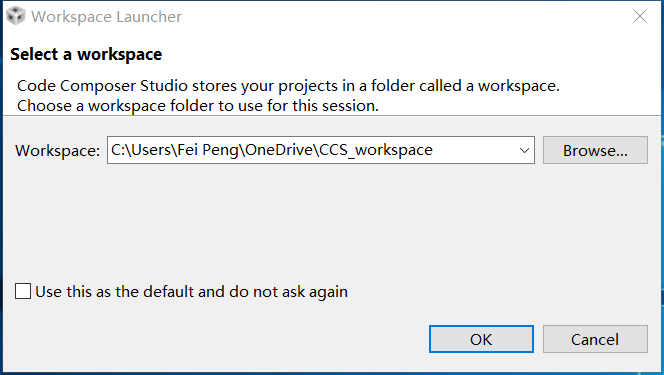 Workspace Launcher
Select a workspace
Code Composer Studio stores your projects in a folder called a workspace.
Choose a workspace folder to use for this session.
Workspace: C:\Users\Fei Peng\OneDrive\CCS_workspace Browse...
Use this as the default and do not ask again
OK Cancel